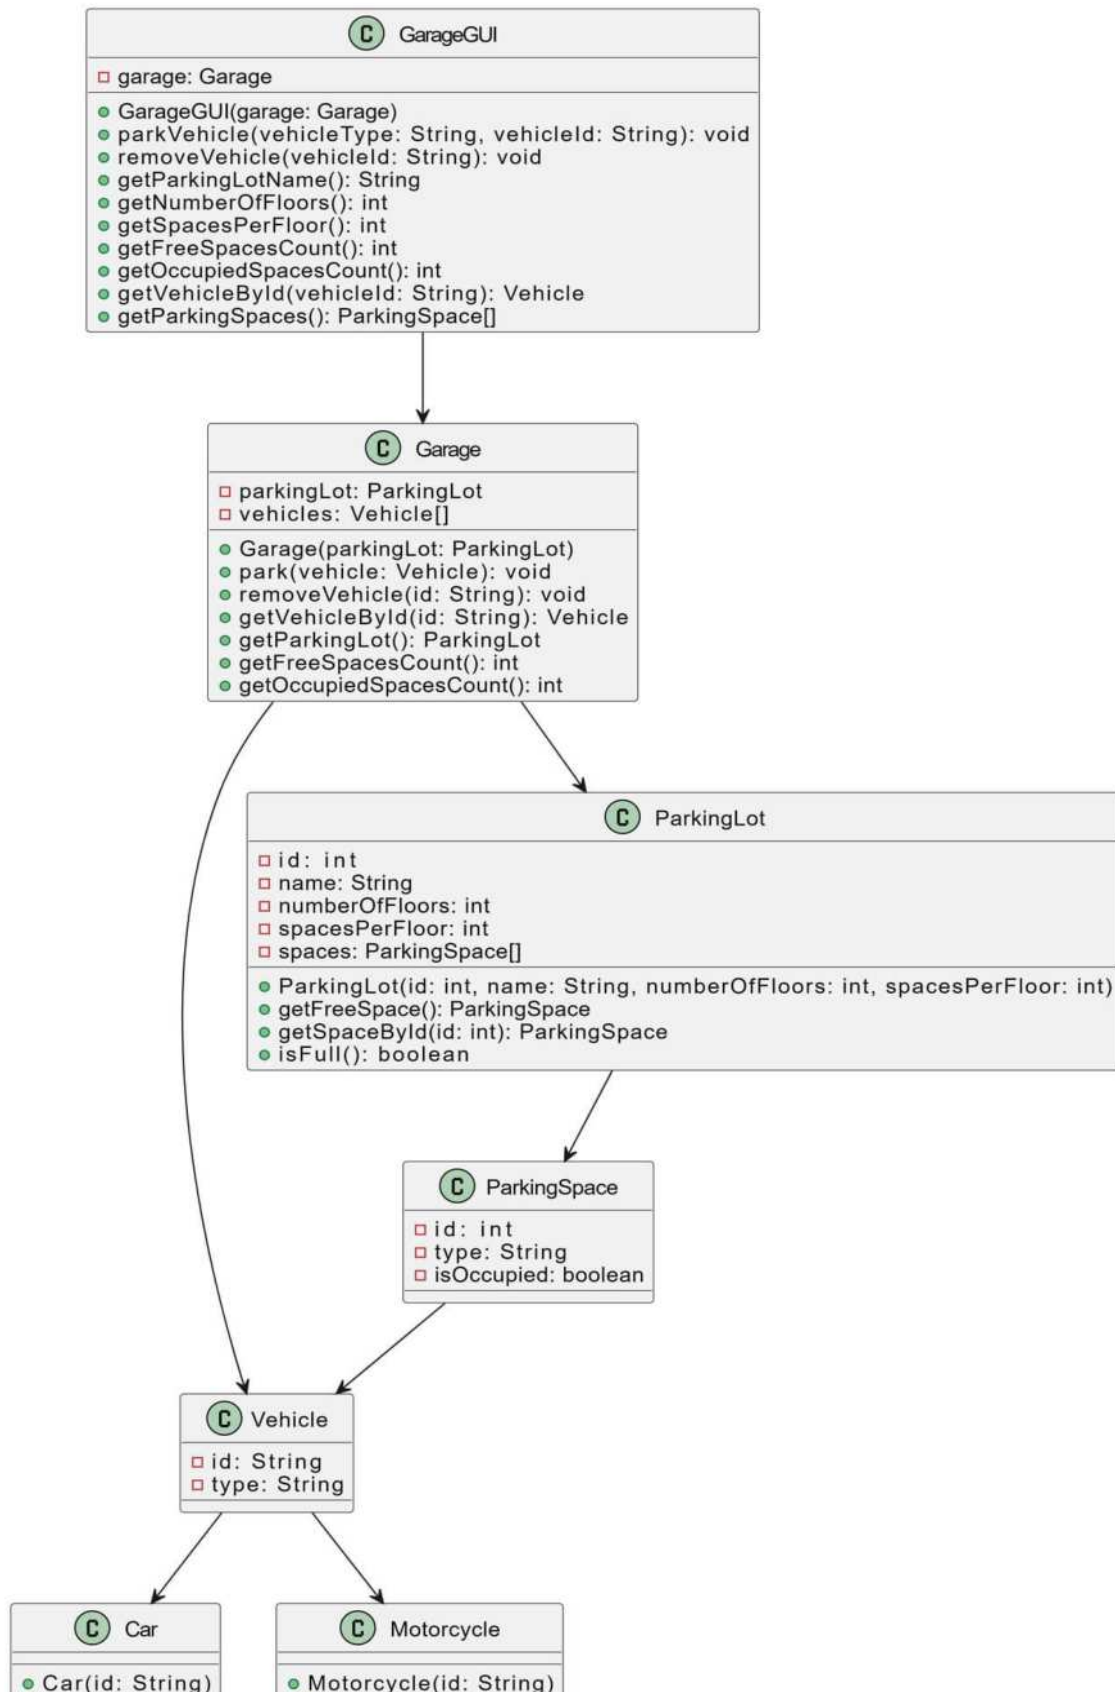 C GarageGUI
garage: Garage
GarageGUI(garage: Garage)
parkVehicle(vehicleType: String, vehicleId: String): void
removeVehicle(vehicleId: String): void
getParkingLotName(): String
getNumberOfFloors(): int
getSpacesPerFloor(): int
getFreeSpacesCount(): int
getOccupiedSpacesCount(): int
getVehicleById(vehicleId: String): Vehicle
getParkingSpaces(): ParkingSpace[]
C Garage
parkingLot: ParkingLot
vehicles: Vehicle[]
Garage(parkingLot: ParkingLot)
park(vehicle: Vehicle): void
removeVehicle(id: String): void
getVehicleById(id: String): Vehicle
getParkingLot(): ParkingLot
getFreeSpacesCount(): int
getOccupiedSpacesCount(): int
C ParkingLot
id: int
name: String
numberOfFloors: int
spacesPerFloor: int
spaces: ParkingSpace[]
ParkingLot(id: int, name: String, numberOfFloors: int, spacesPerFloor: int)
getFreeSpace(): ParkingSpace
getSpaceById(id: int): ParkingSpace
isFull(): boolean
C ParkingSpace
id: int
type: String
isOccupied: boolean
C Vehicle
id: String
type: String
C Car
Car(id: String)
C Motorcycle
Motorcycle(id: String)